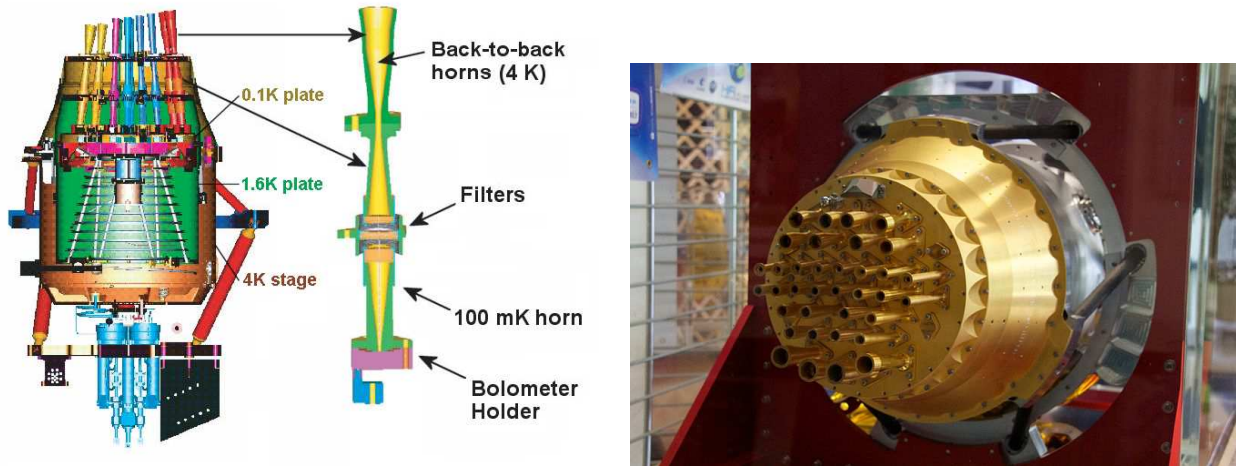 Back-to-back
horns (4 K)
0.1K plate
1.6K plate
Filters
4K stage
100 mK horn
Bolometer
Holder